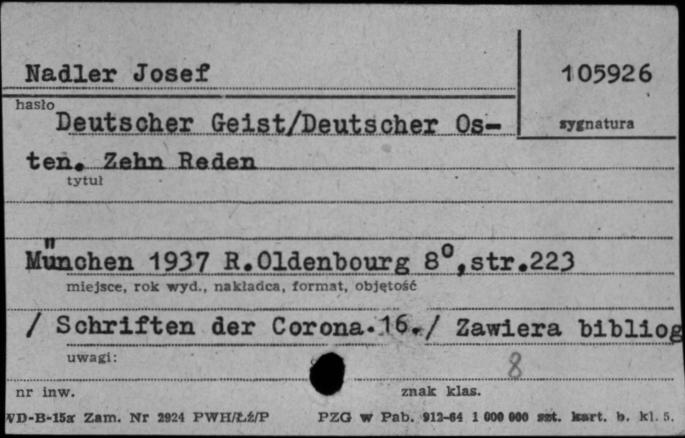 Nadler Josef 105926
hasło
Deutscher Geist/Deutscher Os- sygnatura
ten. Zehn Reden
tytuł
München 1937 R.Oldenbourg 8°,str.223
miejsce, rok wyd., nakładca, format, objętość
/ Schriften der Corona.16./ Zawiera bibliog
uwagi:
8
nr inw. znak klas.
WD-B-15a Zam. Nr 2924 PWH/Łź/P PZG w Pab. 912-64 1 000 000 szt. kart. b. kl. 5.